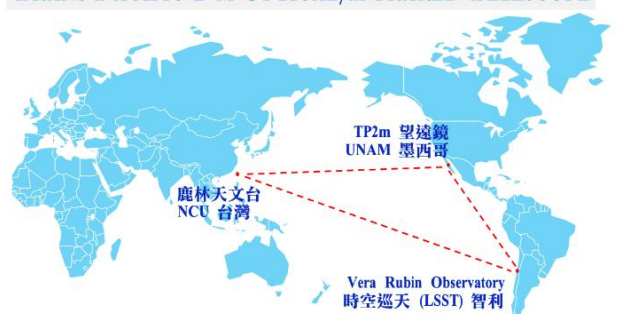 TP2m 望遠鏡
UNAM 墨西哥
鹿林天文台
NCU 台灣
Vera Rubin Observatory
時空巡天 (LSST) 智利